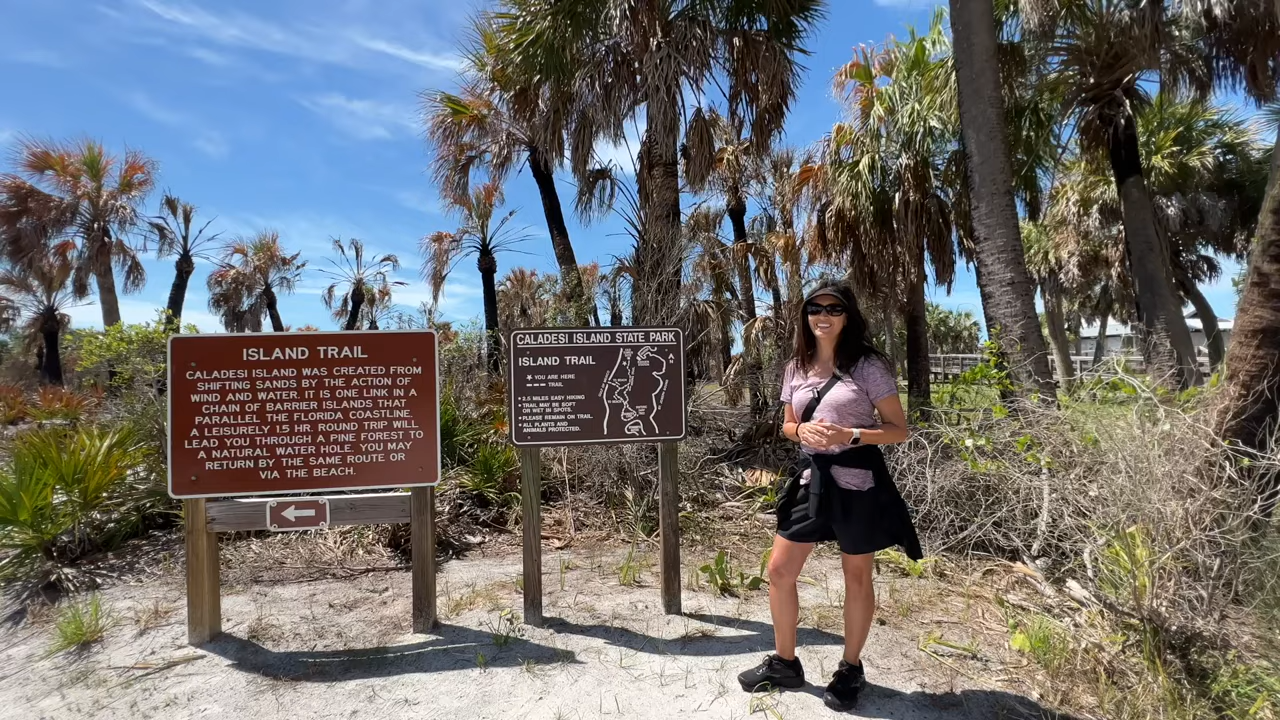 ISLAND TRAIL
CALADESI ISLAND WAS CREATED FROM
SHIFTING SANDS BY THE ACTION OF
WIND AND WATER. IT IS ONE LINK IN A
CHAIN OF BARRIER ISLANDS THAT
PARALLEL THE FLORIDA COASTLINE.
A LEISURELY 1.5 HR. ROUND TRIP WILL
LEAD YOU THROUGH A PINE FOREST TO
A NATURAL WATER HOLE. YOU MAY
RETURN BY THE SAME ROUTE OR
VIA THE BEACH.
CALADESI ISLAND STATE PARK
ISLAND TRAIL
YOU ARE HERE
TRAIL
• 2.5 MILES EASY HIKING
• TRAIL MAY BE SOFT
OR WET IN SPOTS.
• PLEASE REMAIN ON TRAIL.
• ALL PLANTS AND
ANIMALS PROTECTED.